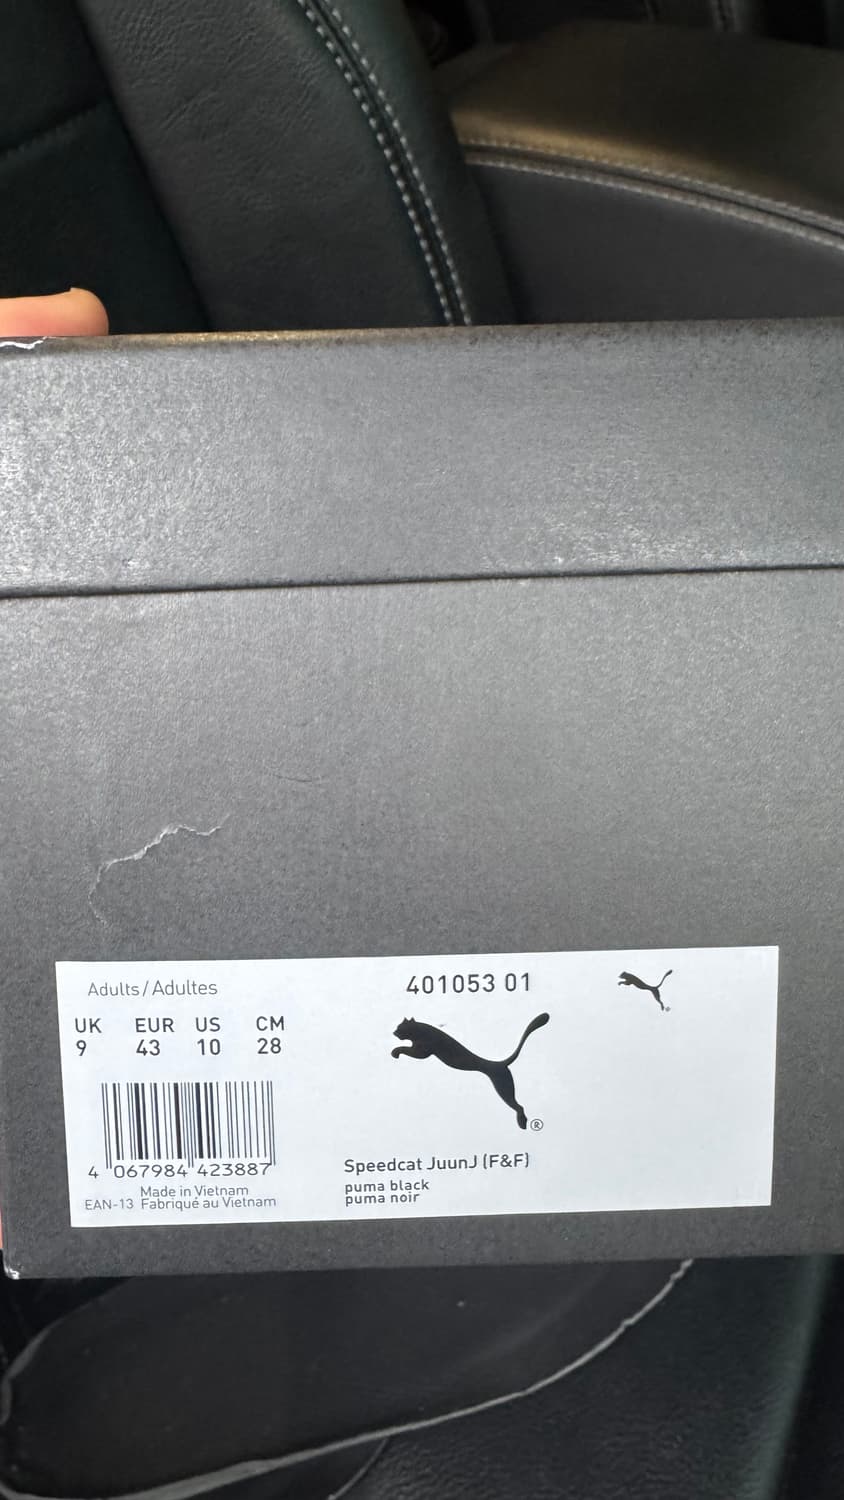 Adults/Adultes
401053 01
UK EUR US CM
9 43 10 28
®
4 067984 423887
Made in Vietnam
EAN-13 Fabriqué au Vietnam
Speedcat JuunJ (F&F)
puma black
puma noir